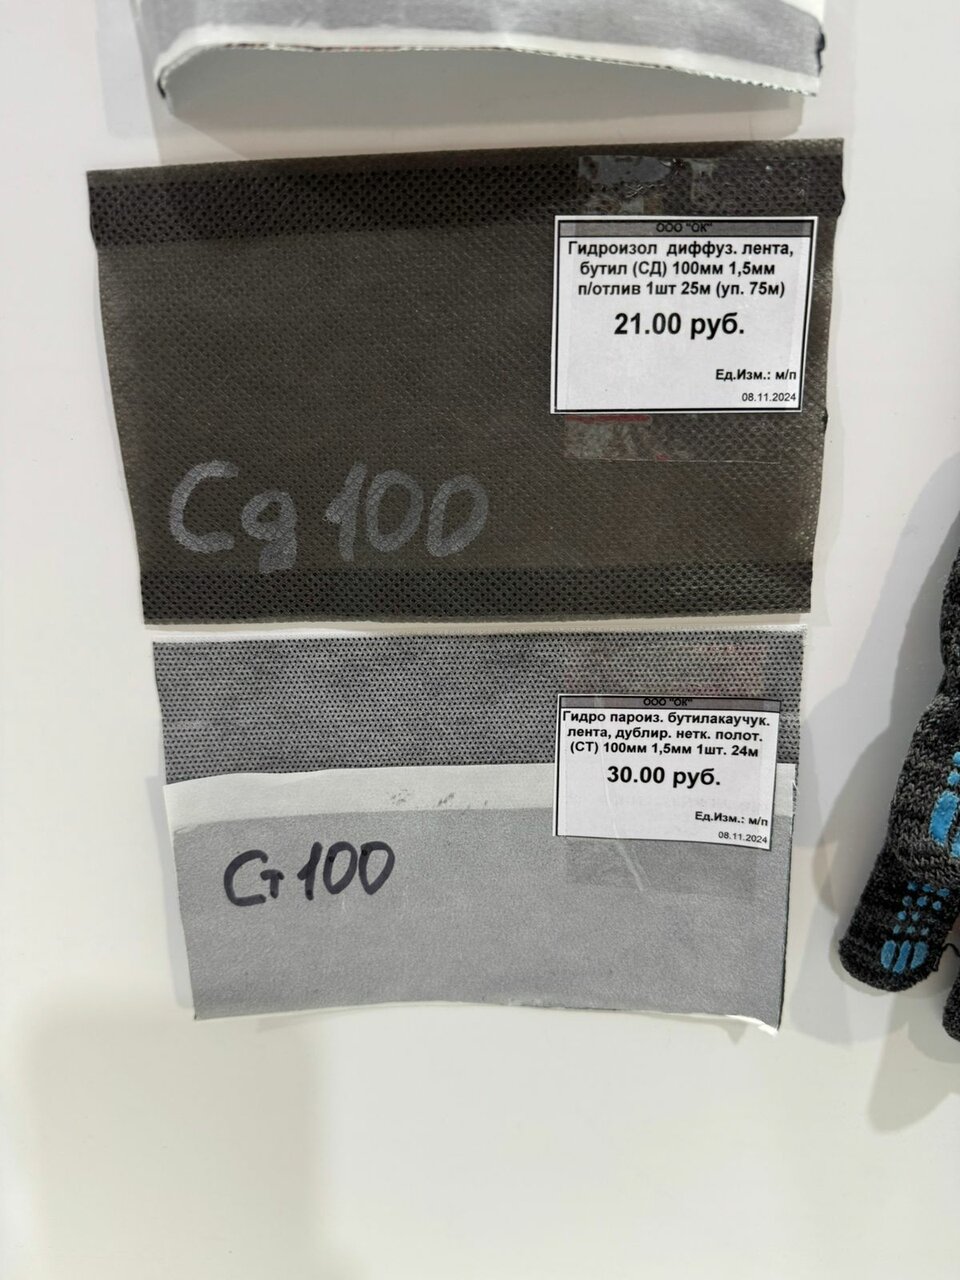 ООО "ОК"
Гидроизол диффуз. лента,
бутил (СД) 100мм 1,5мм
п/отлив 1шт 25м (уп. 75м)
21.00 руб.
Ед.Изм.: м/п
08.11.2024
Сд 100
ООО "ОК"
Гидро пароиз. бутилакаучук.
лента, дублир. нетк. полот.
(СТ) 100мм 1,5мм 1шт. 24м
30.00 руб.
Ед.Изм.: м/п
08.11.2024
Ст 100